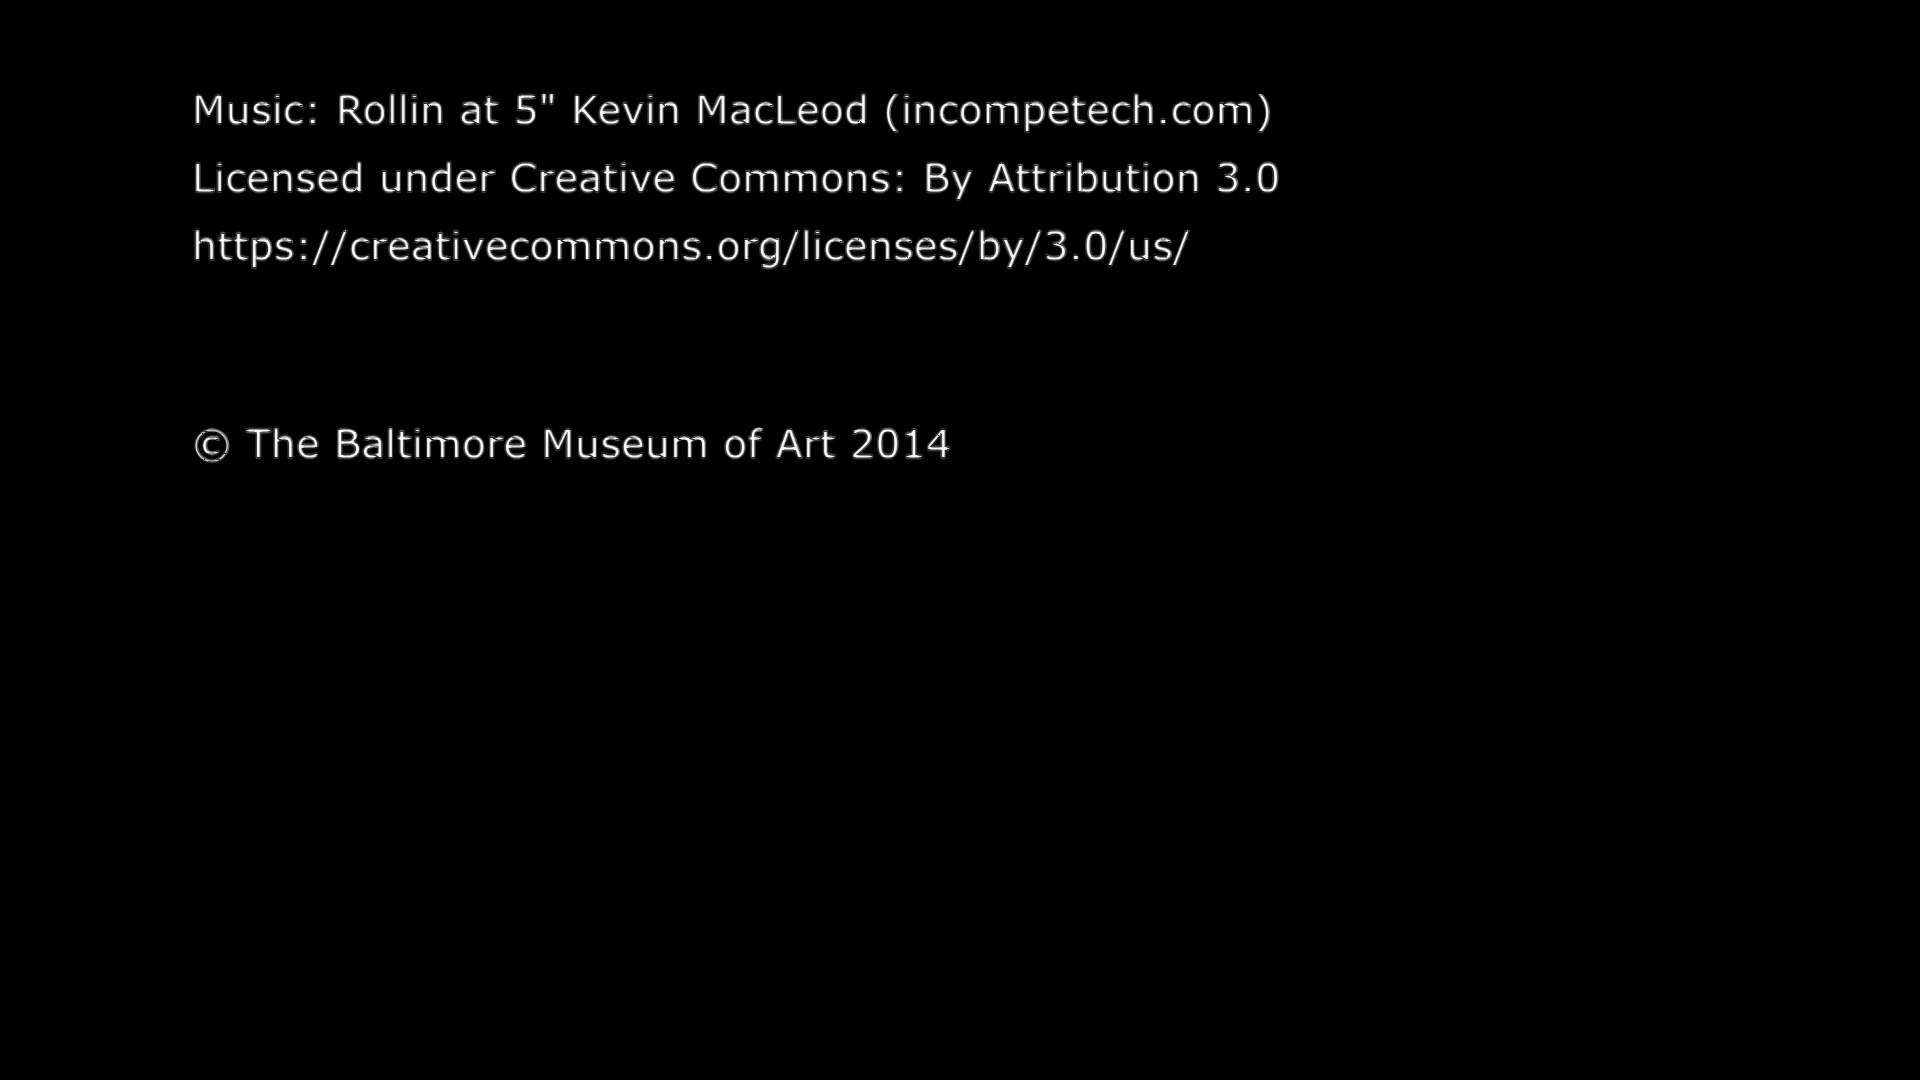 Music: Rollin at 5" Kevin MacLeod (incompetech.com)
Licensed under Creative Commons: By Attribution 3.0
https://creativecommons.org/licenses/by/3.0/us/
© The Baltimore Museum of Art 2014